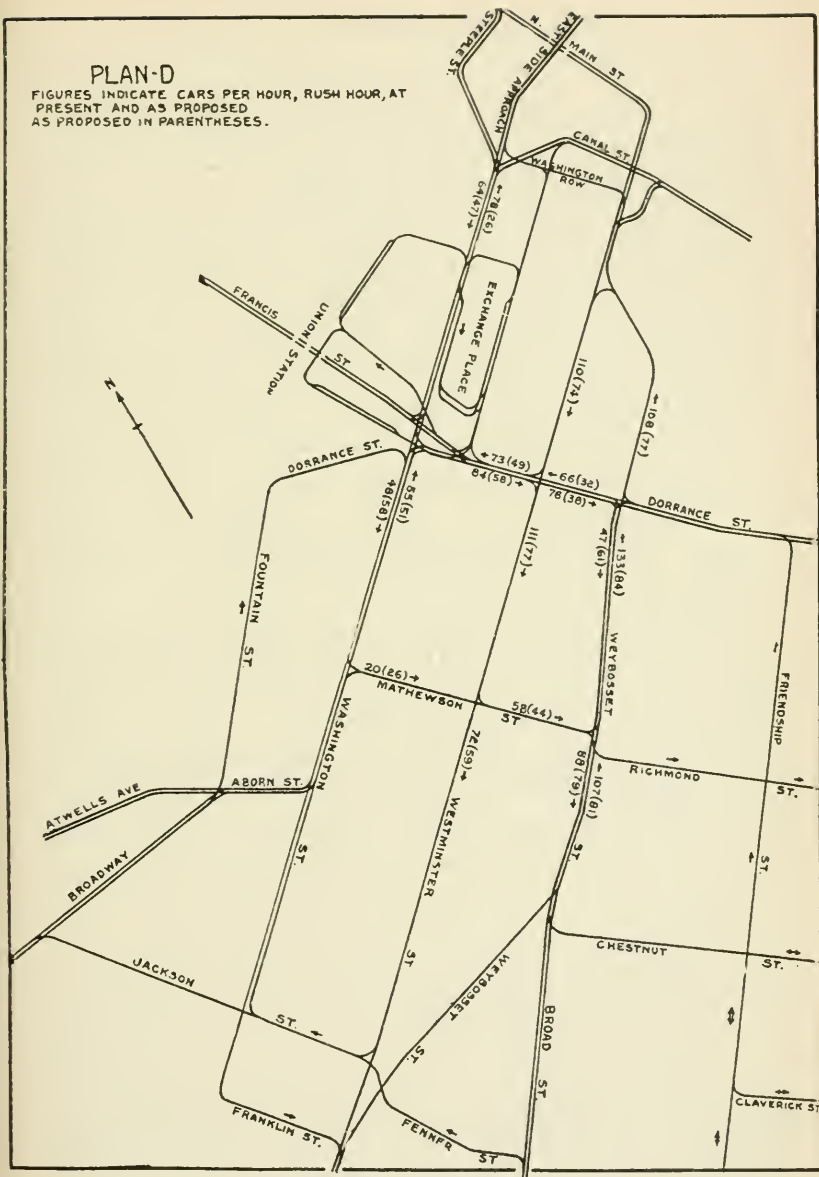 PLAN-D
FIGURES INDICATE CARS PER HOUR, RUSH HOUR, AT
PRESENT AND AS PROPOSED
AS PROPOSED IN PARENTHESES.
STEEPLE ST.
N. MAIN ST
EAST SIDE APPROACH
CANAL ST.
WASHINGTON
ROW
64(47)→
←78(26)
FRANCIS ST
UNION STATION
EXCHANGE PLACE
110(74)→
←108(77)
N
DORRANCE ST.
←73(49)
84(58)→
←66(32)
76(38)→
DORRANCE ST.
48(58)→
←55(51)
111(77)→
47(61)→
←133(84)
FOUNTAIN ST.
WEYBOSSET
FRIENDSHIP ST.
20(26)→
MATHEWSON ST
58(44)→
WASHINGTON ST.
72(59)→
WESTMINSTER ST
88(79)→
←107(81)
ST.
RICHMOND ST.
ATWELLS AVE
ABORN ST.
BROADWAY
JACKSON ST.
WEYBOSSET ST.
CHESTNUT ST.
BROAD ST.
CLAVERICK ST
FRANKLIN ST.
FENNER ST